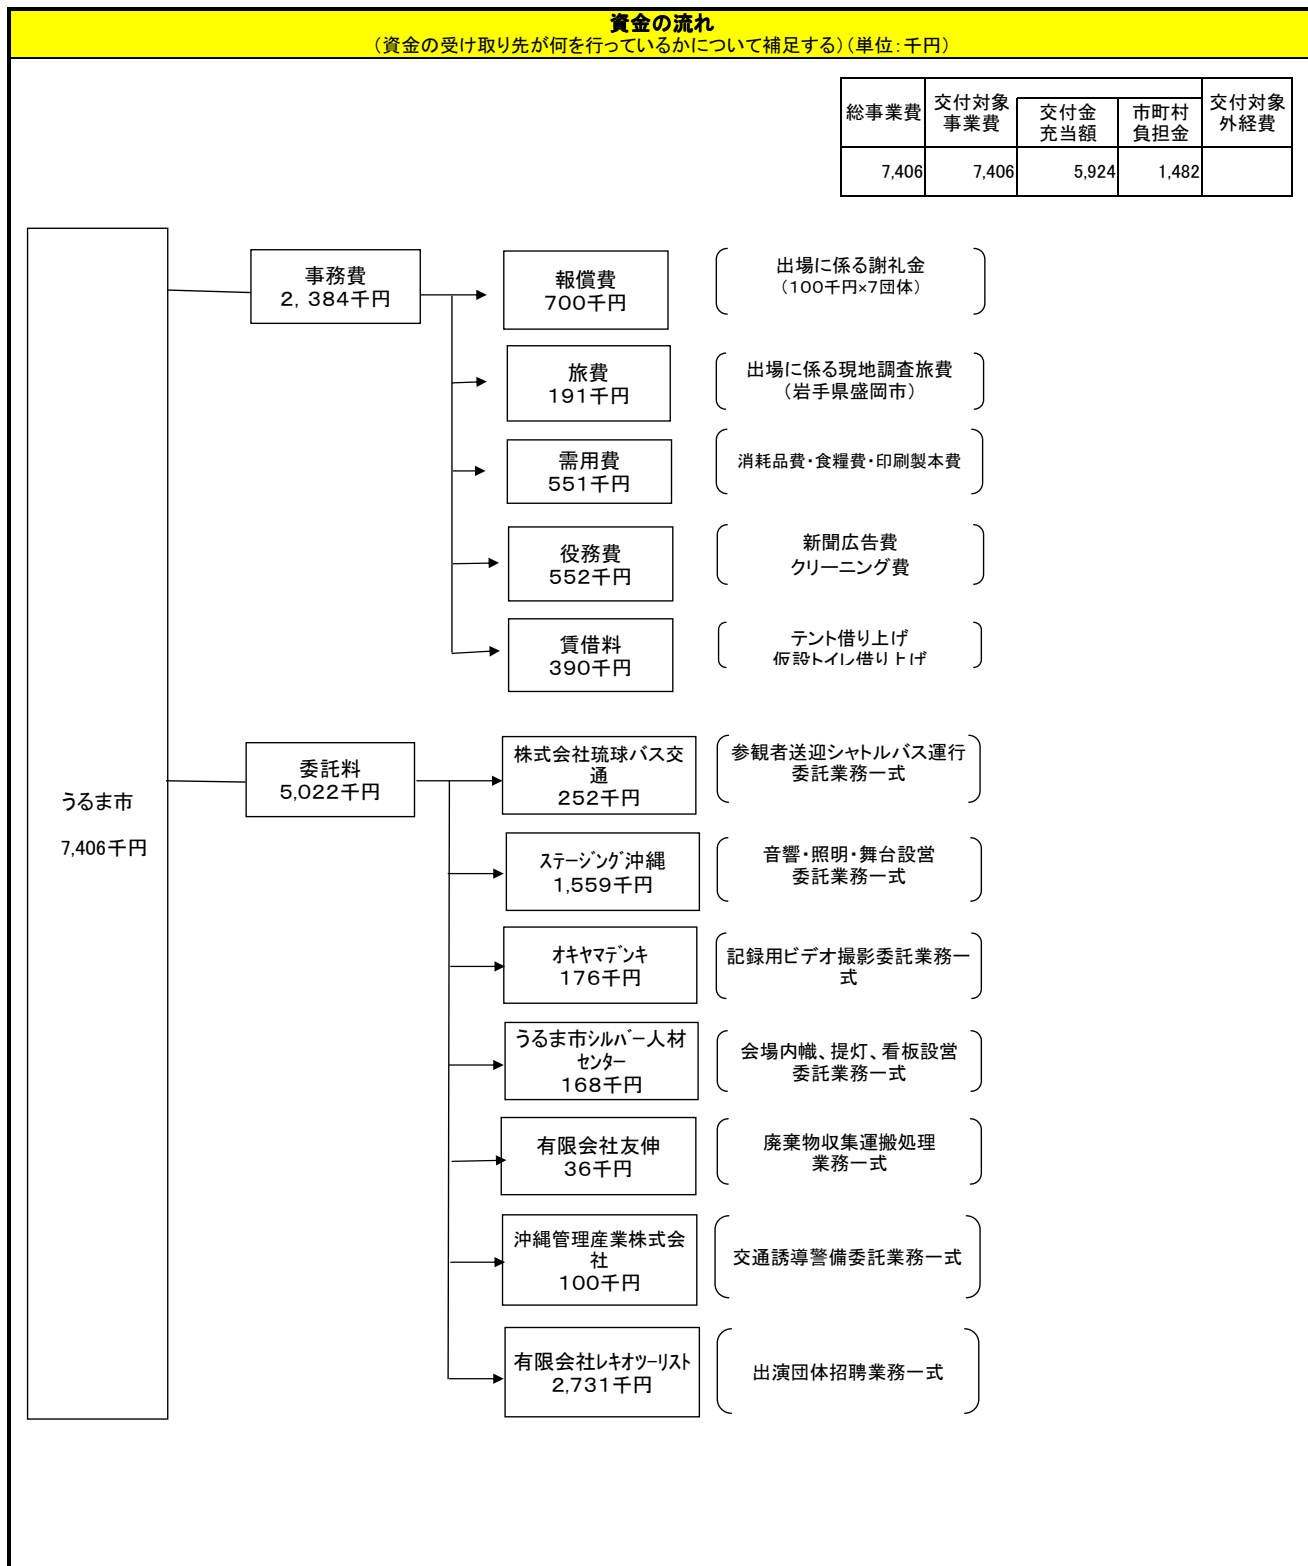 資金の流れ
（資金の受け取り先が何を行っているかについて補足する）（単位：千円）
総事業費
交付対象
事業費
交付金
充当額
市町村
負担金
交付対象
外経費
7,406
7,406
5,924
1,482
うるま市
7,406千円
事務費
２，３８４千円
報償費
７００千円
出場に係る謝礼金
（１００千円×７団体）
旅費
１９１千円
出場に係る現地調査旅費
（岩手県盛岡市）
需用費
５５１千円
消耗品費・食糧費・印刷製本費
役務費
５５２千円
新聞広告費
クリーニング費
賃借料
３９０千円
テント借り上げ
仮設トイレ借り上げ
委託料
5,022千円
株式会社琉球バス交
通
２５２千円
参観者送迎シャトルバス運行
委託業務一式
ｽﾃｰｼﾞﾝｸﾞ沖縄
1,559千円
音響・照明・舞台設営
委託業務一式
ｵｷﾔﾏﾃﾞﾝｷ
１７６千円
記録用ビデオ撮影委託業務一
式
うるま市ｼﾙﾊﾞｰ人材
ｾﾝﾀｰ
１６８千円
会場内幟、提灯、看板設営
委託業務一式
有限会社友伸
３６千円
廃棄物収集運搬処理
業務一式
沖縄管理産業株式会
社
１００千円
交通誘導警備委託業務一式
有限会社ﾚｷｵﾂｰﾘｽﾄ
2,731千円
出演団体招聘業務一式